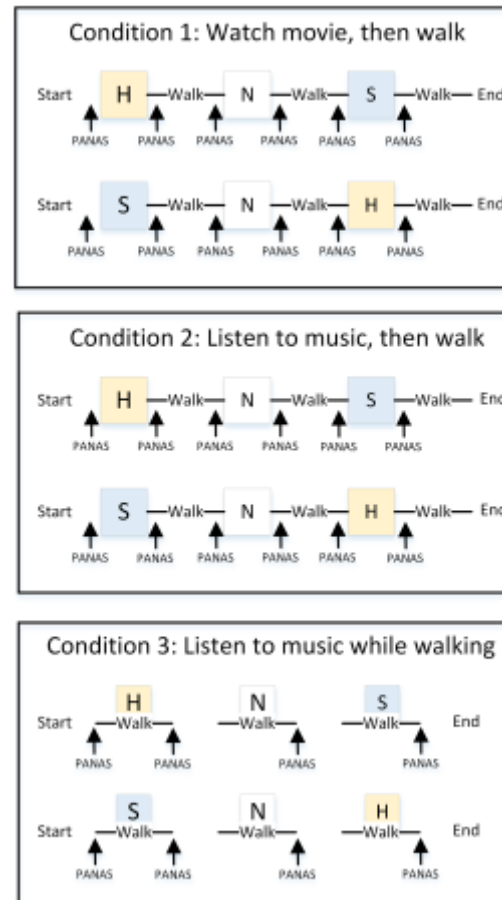 Condition 1: Watch movie, then walk
Start H Walk N Walk S Walk End
PANAS PANAS PANAS PANAS PANAS PANAS
Start S Walk N Walk H Walk End
PANAS PANAS PANAS PANAS PANAS PANAS
Condition 2: Listen to music, then walk
Start H Walk N Walk S Walk End
PANAS PANAS PANAS PANAS PANAS PANAS
Start S Walk N Walk H Walk End
PANAS PANAS PANAS PANAS PANAS PANAS
Condition 3: Listen to music while walking
H N S
Start Walk Walk Walk End
PANAS PANAS PANAS PANAS
S N H
Start Walk Walk Walk End
PANAS PANAS PANAS PANAS